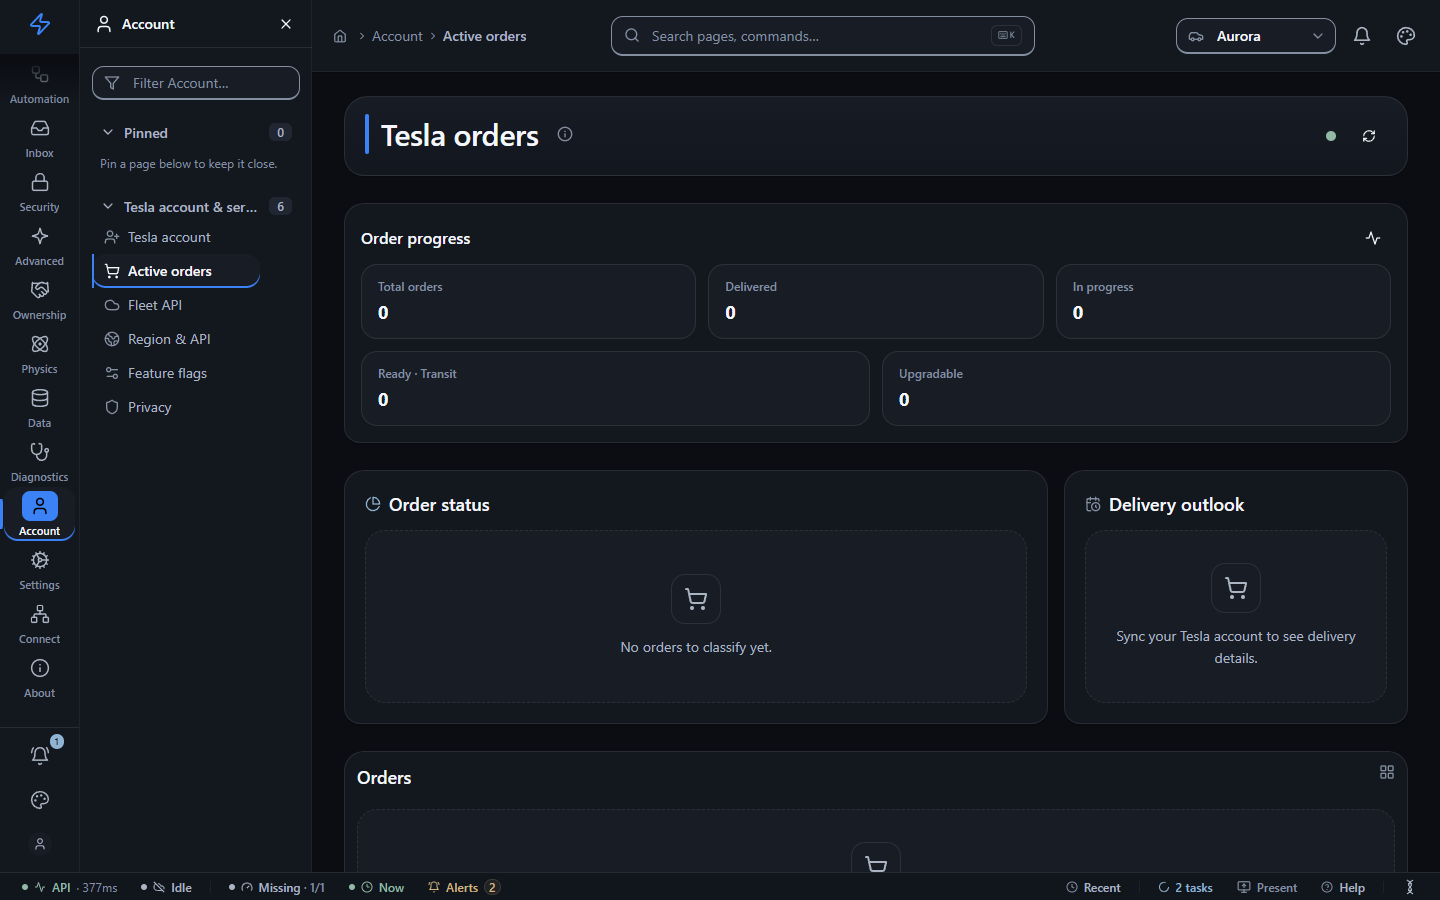 Automation
Inbox
Security
Advanced
Ownership
Physics
Data
Diagnostics
Account
Settings
Connect
About
1
Account
Filter Account...
Pinned 0
Pin a page below to keep it close.
Tesla account & ser... 6
Tesla account
Active orders
Fleet API
Region & API
Feature flags
Privacy
Account
Active orders
Search pages, commands...
K
Aurora
Tesla orders
Order progress
Total orders
0
Delivered
0
In progress
0
Ready · Transit
0
Upgradable
0
Order status
No orders to classify yet.
Delivery outlook
Sync your Tesla account to see delivery
details.
Orders
API · 377ms
Idle
Missing · 1/1
Now
Alerts 2
Recent
2 tasks
Present
Help